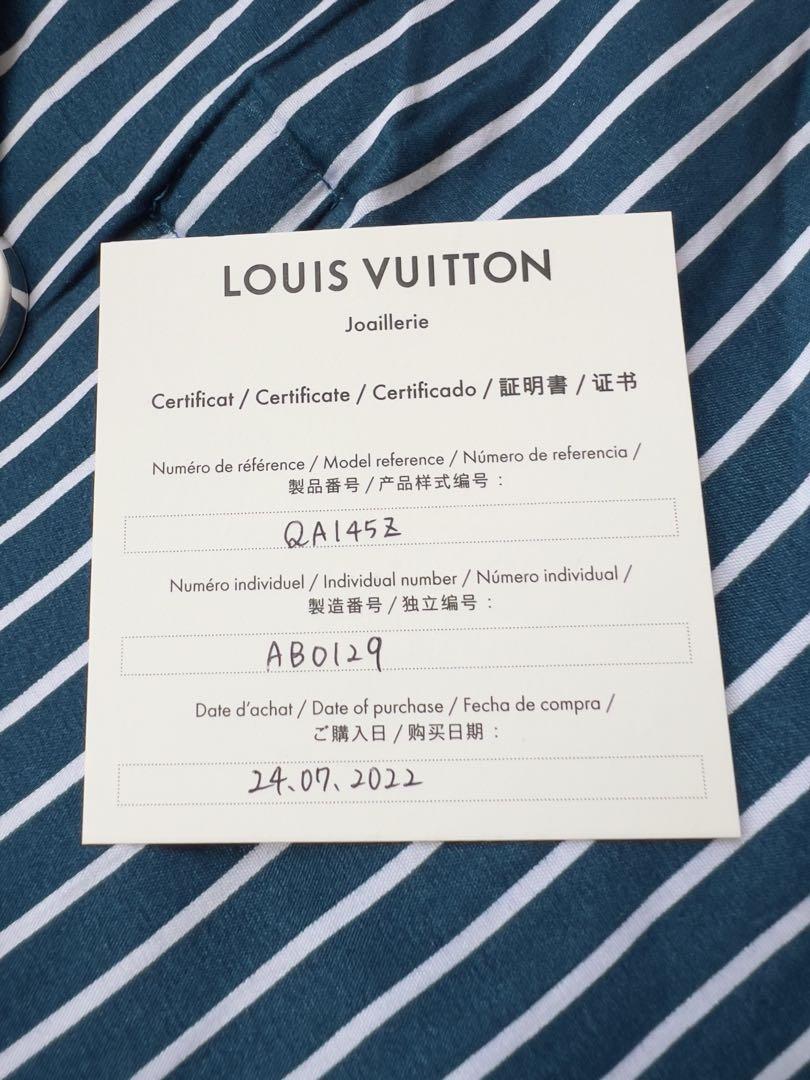 LOUIS VUITTON
Joaillerie
Certificat / Certificate / Certificado / 証明書 / 证书
Numéro de référence / Model reference / Número de referencia /
製品番号 / 产品样式编号 :
QA145Z
Numéro individuel / Individual number / Número individual /
製造番号 / 独立编号 :
AB0129
Date d'achat / Date of purchase / Fecha de compra /
ご購入日 / 购买日期 :
24.07.2022